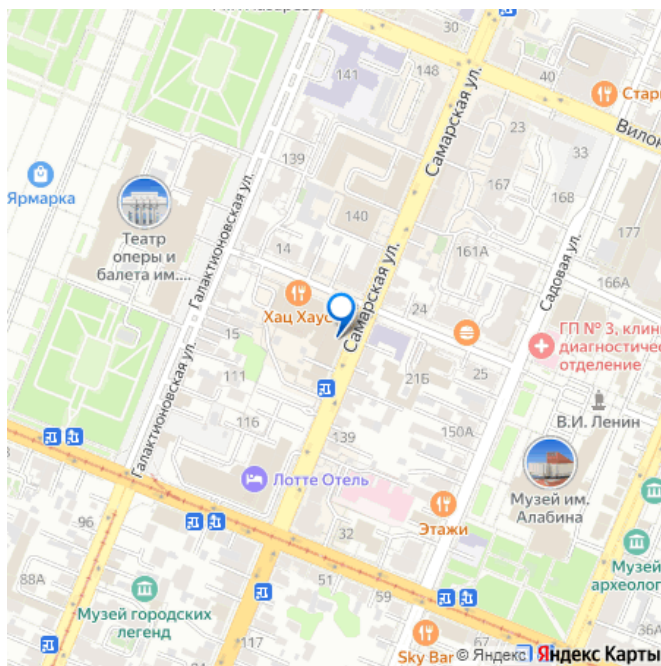 30
148
141
40
Стар
Вилон
Самарская ул.
23
33
139
167
168
Ярмарка
Театр
оперы и
балета им....
Галактионовская ул.
140
177
14
161А
Садовая ул.
166А
Хац Хаус
24
Самарская ул.
ГП № 3, клин
диагностичес
отделение
15
111
21Б
25
Галактионовская ул.
116
В.И. Ленин
139
150А
Лотте Отель
Музей им.
Алабина
96
32
Этажи
Музей
археолог
88А
51
59
Музей городских
легенд
117
67
36А
Sky Bar
© Яндекс Яндекс Карты